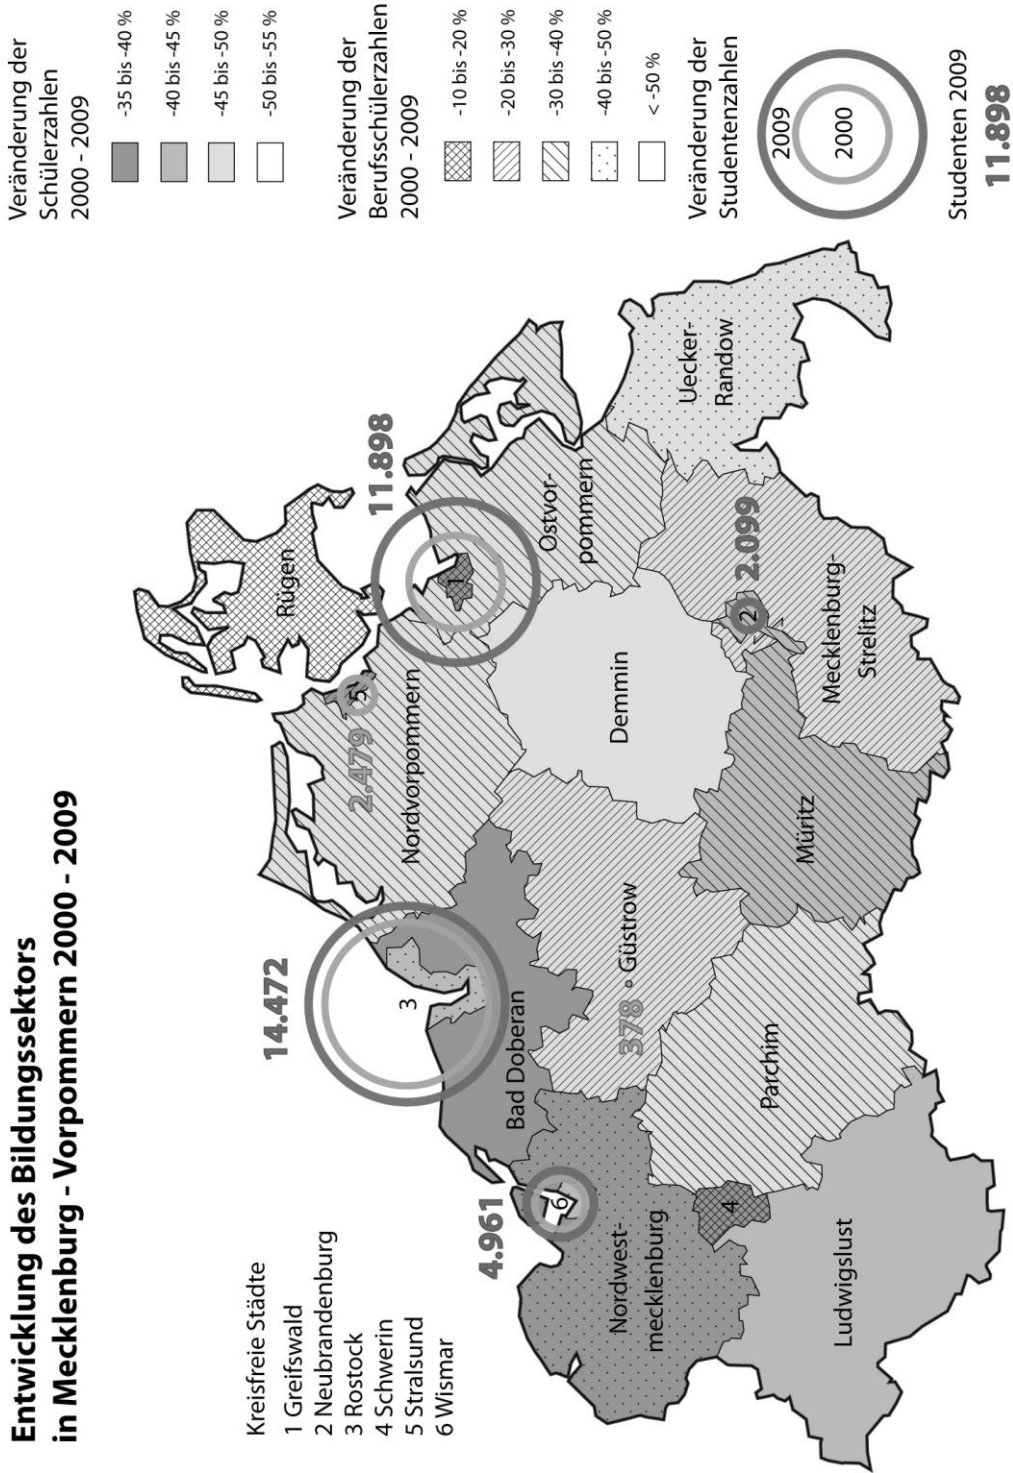 Entwicklung des Bildungssektors
in Mecklenburg - Vorpommern 2000 - 2009
Kreisfreie Städte
1 Greifswald
2 Neubrandenburg
3 Rostock
4 Schwerin
5 Stralsund
6 Wismar
14.472
4.961
2.479
11.898
2.099
378
Rügen
Nordvorpommern
Ostvor-
pommern
Uecker-
Randow
Demmin
Mecklenburg-
Strelitz
Müritz
Güstrow
Bad Doberan
Parchim
Nordwest-
mecklenburg
Ludwigslust
1
2
3
4
5
6
Veränderung der
Schülerzahlen
2000 - 2009
-35 bis -40 %
-40 bis -45 %
-45 bis -50 %
-50 bis -55 %
Veränderung der
Berufsschülerzahlen
2000 - 2009
-10 bis -20 %
-20 bis -30 %
-30 bis -40 %
-40 bis -50 %
< -50 %
Veränderung der
Studentenzahlen
2009
2000
Studenten 2009
11.898